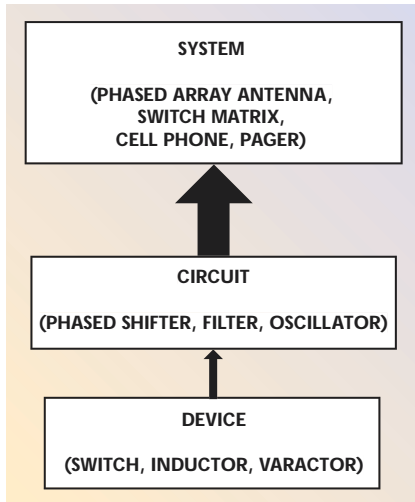 SYSTEM
(PHASED ARRAY ANTENNA,
SWITCH MATRIX,
CELL PHONE, PAGER)
CIRCUIT
(PHASED SHIFTER, FILTER, OSCILLATOR)
DEVICE
(SWITCH, INDUCTOR, VARACTOR)